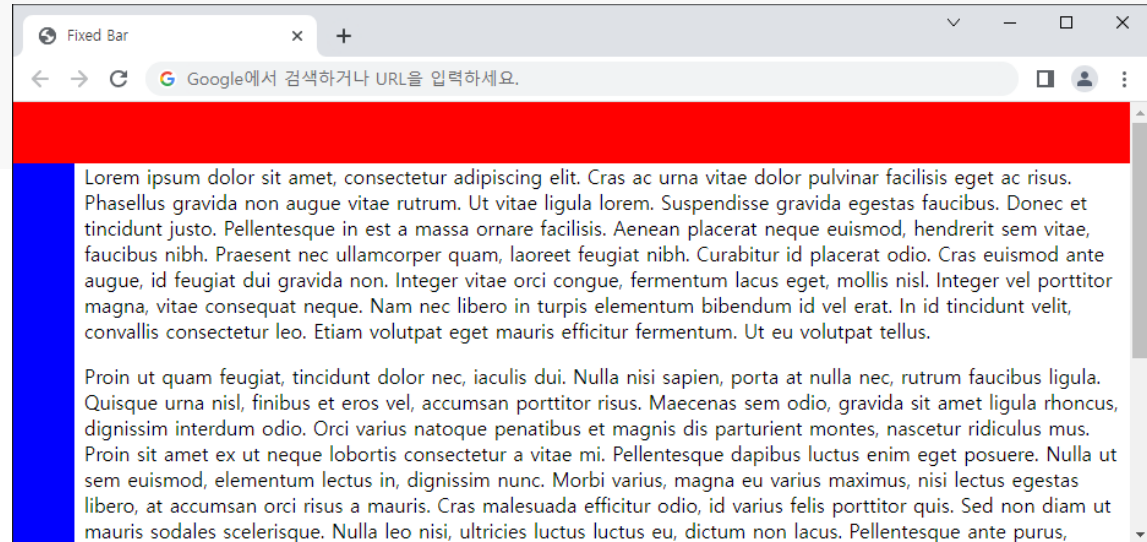 Fixed Bar
Google에서 검색하거나 URL을 입력하세요.
Lorem ipsum dolor sit amet, consectetur adipiscing elit. Cras ac urna vitae dolor pulvinar facilisis eget ac risus.
Phasellus gravida non augue vitae rutrum. Ut vitae ligula lorem. Suspendisse gravida egestas faucibus. Donec et
tincidunt justo. Pellentesque in est a massa ornare facilisis. Aenean placerat neque euismod, hendrerit sem vitae,
faucibus nibh. Praesent nec ullamcorper quam, laoreet feugiat nibh. Curabitur id placerat odio. Cras euismod ante
augue, id feugiat dui gravida non. Integer vitae orci congue, fermentum lacus eget, mollis nisl. Integer vel porttitor
magna, vitae consequat neque. Nam nec libero in turpis elementum bibendum id vel erat. In id tincidunt velit,
convallis consectetur leo. Etiam volutpat eget mauris efficitur fermentum. Ut eu volutpat tellus.
Proin ut quam feugiat, tincidunt dolor nec, iaculis dui. Nulla nisi sapien, porta at nulla nec, rutrum faucibus ligula.
Quisque urna nisl, finibus et eros vel, accumsan porttitor risus. Maecenas sem odio, gravida sit amet ligula rhoncus,
dignissim interdum odio. Orci varius natoque penatibus et magnis dis parturient montes, nascetur ridiculus mus.
Proin sit amet ex ut neque lobortis consectetur a vitae mi. Pellentesque dapibus luctus enim eget posuere. Nulla ut
sem euismod, elementum lectus in, dignissim nunc. Morbi varius, magna eu varius maximus, nisi lectus egestas
libero, at accumsan orci risus a mauris. Cras malesuada efficitur odio, id varius felis porttitor quis. Sed non diam ut
mauris sodales scelerisque. Nulla leo nisi, ultricies luctus luctus eu, dictum non lacus. Pellentesque ante purus,